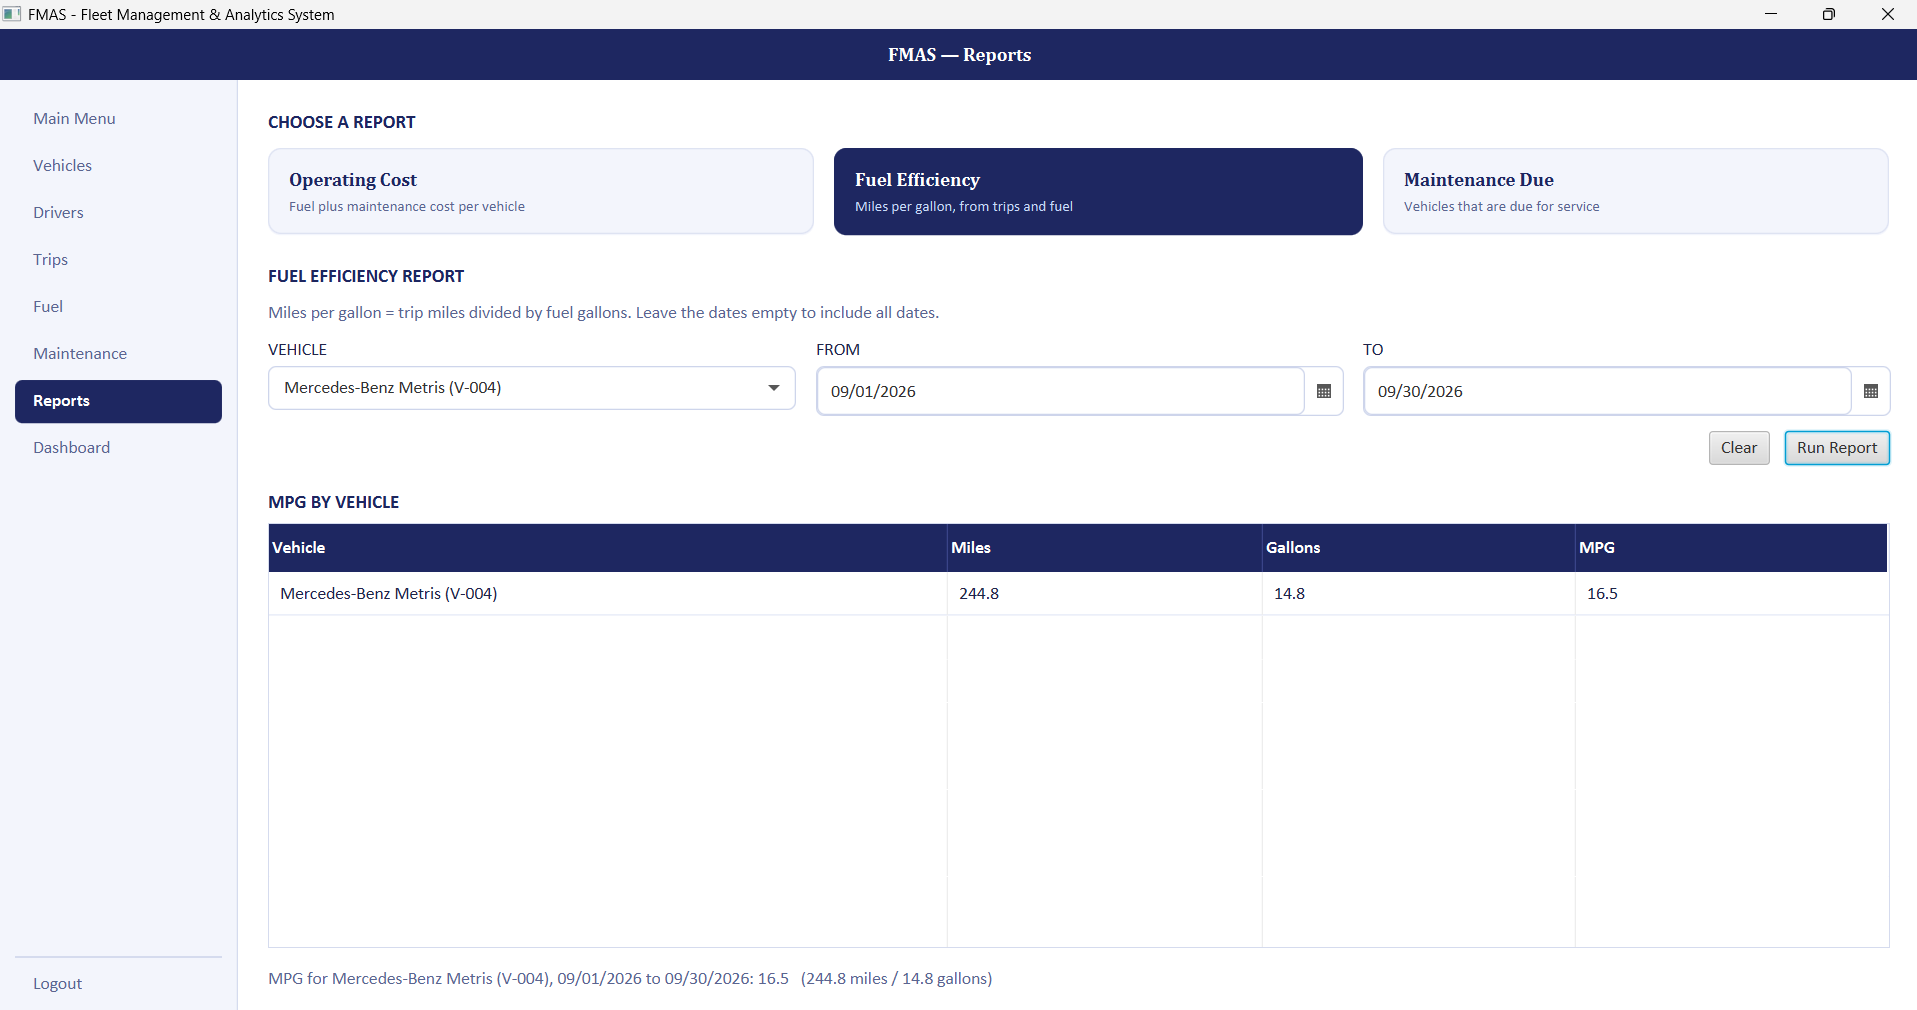 FMAS - Fleet Management & Analytics System
FMAS — Reports
Main Menu
Vehicles
Drivers
Trips
Fuel
Maintenance
Reports
Dashboard
Logout
CHOOSE A REPORT
Operating Cost
Fuel plus maintenance cost per vehicle
Fuel Efficiency
Miles per gallon, from trips and fuel
Maintenance Due
Vehicles that are due for service
FUEL EFFICIENCY REPORT
Miles per gallon = trip miles divided by fuel gallons. Leave the dates empty to include all dates.
VEHICLE FROM TO
Mercedes-Benz Metris (V-004) 09/01/2026 09/30/2026
Clear Run Report
MPG BY VEHICLE
Vehicle Miles Gallons MPG
Mercedes-Benz Metris (V-004) 244.8 14.8 16.5
MPG for Mercedes-Benz Metris (V-004), 09/01/2026 to 09/30/2026: 16.5 (244.8 miles / 14.8 gallons)